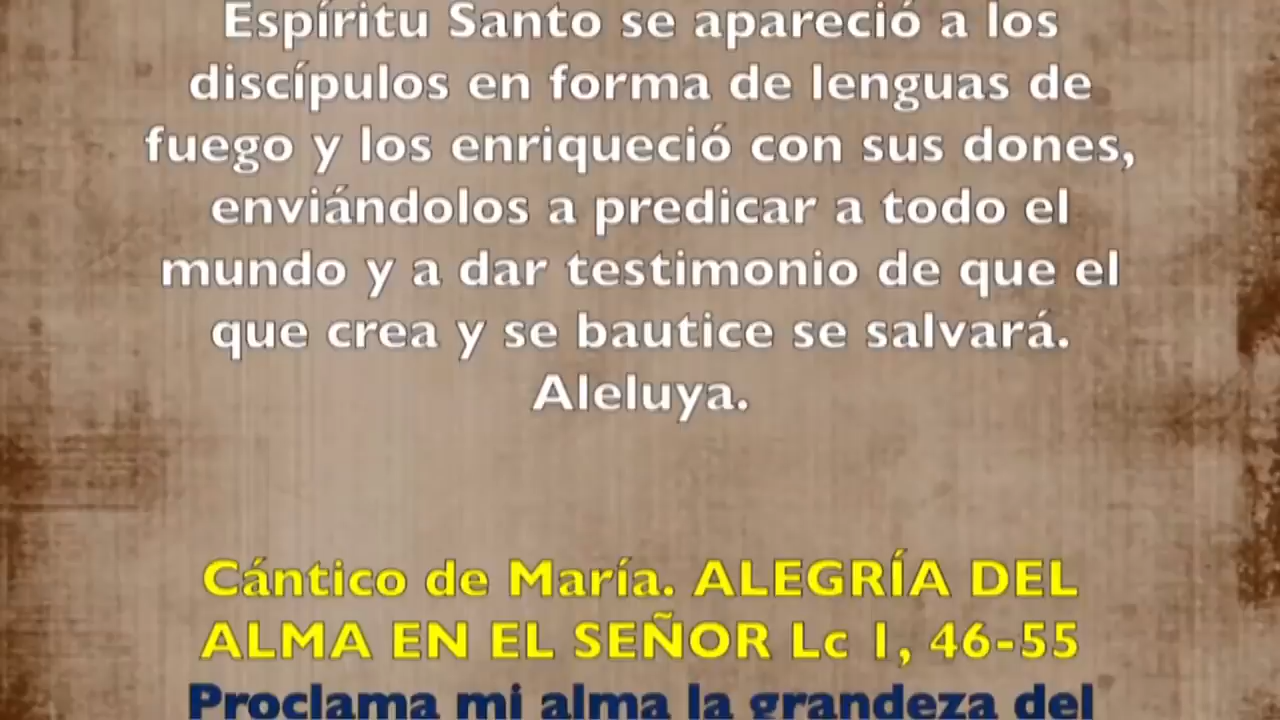 Espíritu Santo se apareció a los
discípulos en forma de lenguas de
fuego y los enriqueció con sus dones,
enviándolos a predicar a todo el
mundo y a dar testimonio de que el
que crea y se bautice se salvará.
Aleluya.
Cántico de María. ALEGRÍA DEL
ALMA EN EL SEÑOR Lc 1, 46-55
Proclama mi alma la grandeza del